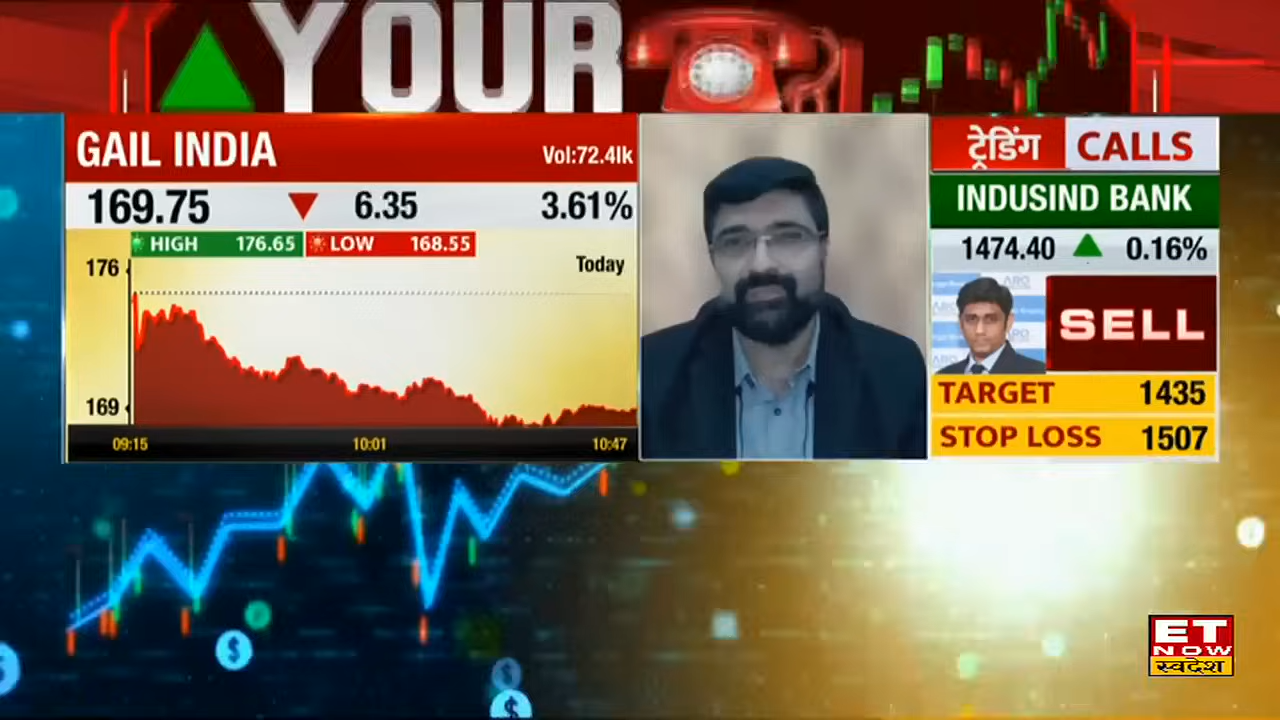 YOUR
GAIL INDIA
Vol:72.4lk
169.75 ▼ 6.35 3.61%
HIGH 176.65 LOW 168.55
Today
176
169
09:15 10:01 10:47
ट्रेडिंग CALLS
INDUSIND BANK
1474.40 ▲ 0.16%
SELL
TARGET 1435
STOP LOSS 1507
ET
NOW
स्वदेश